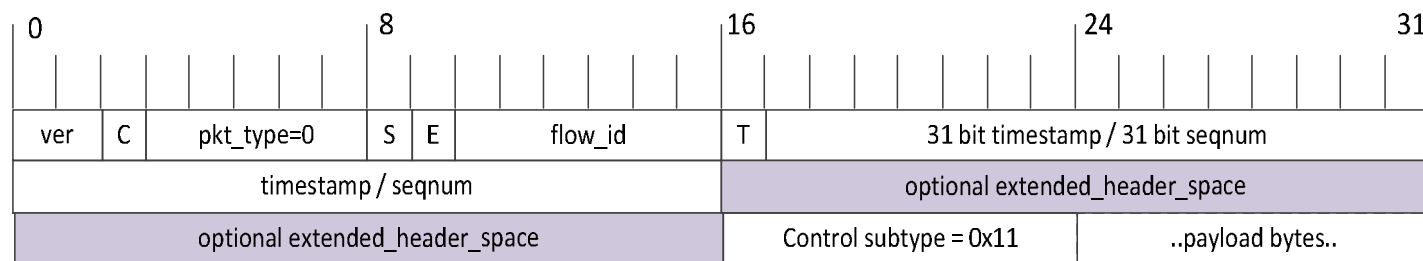 0 8 16 24 31
ver C pkt_type=0 S E flow_id T 31 bit timestamp / 31 bit seqnum
timestamp / seqnum optional extended_header_space
optional extended_header_space Control subtype = 0x11 ..payload bytes..